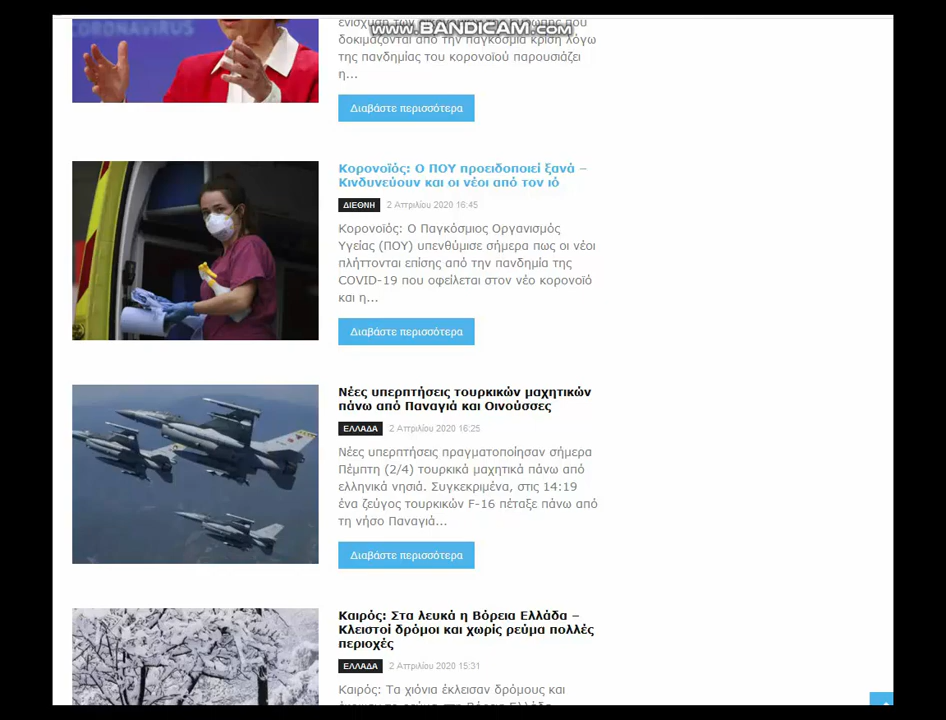 www.BANDICAM.com
CORONAVIRUS
δοκιμάζονται από την παγκόσμια κρίση λόγω
της πανδημίας του κορονοϊού παρουσιάζει
η...
Διαβάστε περισσότερα
Κορονοϊός: Ο ΠΟΥ προειδοποιεί ξανά –
Κινδυνεύουν και οι νέοι από τον ιό
ΔΙΕΘΝΗ 2 Απριλίου 2020 16:45
Κορονοϊός: Ο Παγκόσμιος Οργανισμός
Υγείας (ΠΟΥ) υπενθύμισε σήμερα πως οι νέοι
πλήττονται επίσης από την πανδημία της
COVID-19 που οφείλεται στον νέο κορονοϊό
και η...
Διαβάστε περισσότερα
Νέες υπερπτήσεις τουρκικών μαχητικών
πάνω από Παναγιά και Οινούσσες
ΕΛΛΑΔΑ 2 Απριλίου 2020 16:25
Νέες υπερπτήσεις πραγματοποίησαν σήμερα
Πέμπτη (2/4) τουρκικά μαχητικά πάνω από
ελληνικά νησιά. Συγκεκριμένα, στις 14:19
ένα ζεύγος τουρκικών F-16 πέταξε πάνω από
τη νήσο Παναγιά...
Διαβάστε περισσότερα
Καιρός: Στα λευκά η Βόρεια Ελλάδα –
Κλειστοί δρόμοι και χωρίς ρεύμα πολλές
περιοχές
ΕΛΛΑΔΑ 2 Απριλίου 2020 15:31
Καιρός: Τα χιόνια έκλεισαν δρόμους και